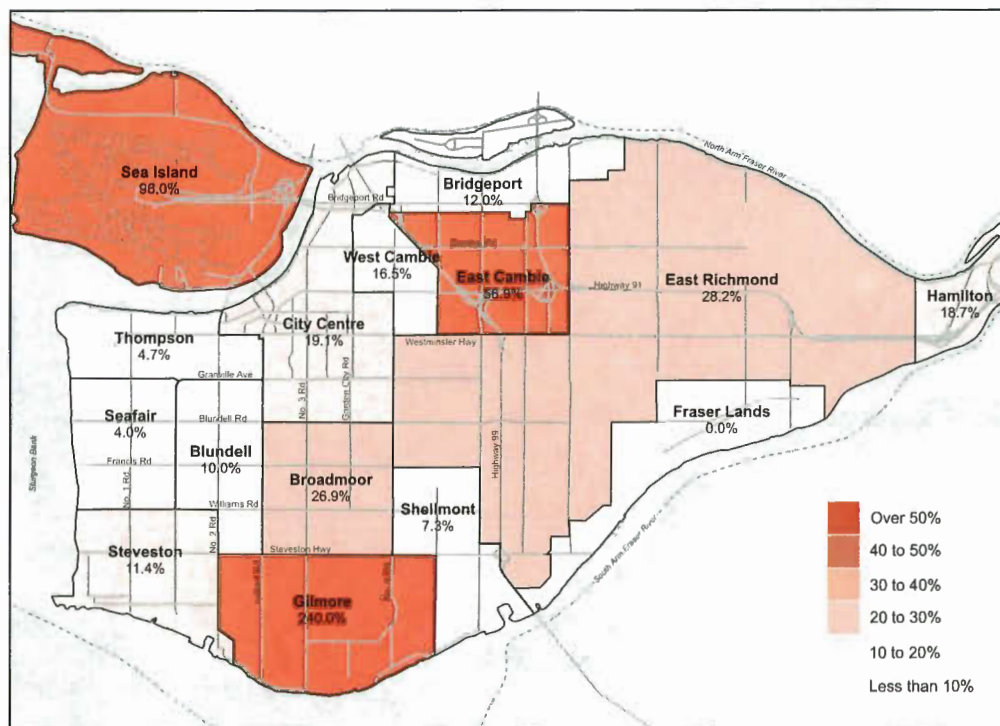 North Arm Fraser River
Sea Island
96.0%
Bridgeport
12.0%
Bridgeport Rd
West Cambie
16.5%
East Cambie
56.9%
Highway 91
East Richmond
28.2%
Hamilton
18.7%
City Centre
19.1%
Thompson
4.7%
Westminster Hwy
Granville Ave
No. 3 Rd
Garden City Rd
Seafair
4.0%
Blundell Rd
Fraser Lands
0.0%
Sturgeon Bank
Blundell
10.0%
Francis Rd
Highway 99
Broadmoor
26.9%
No. 1 Rd
Williams Rd
Shellmont
7.3%
No. 2 Rd
Steveston
11.4%
Steveston Hwy
South Arm Fraser River
Gilmore
240.0%
Over 50%
40 to 50%
30 to 40%
20 to 30%
10 to 20%
Less than 10%